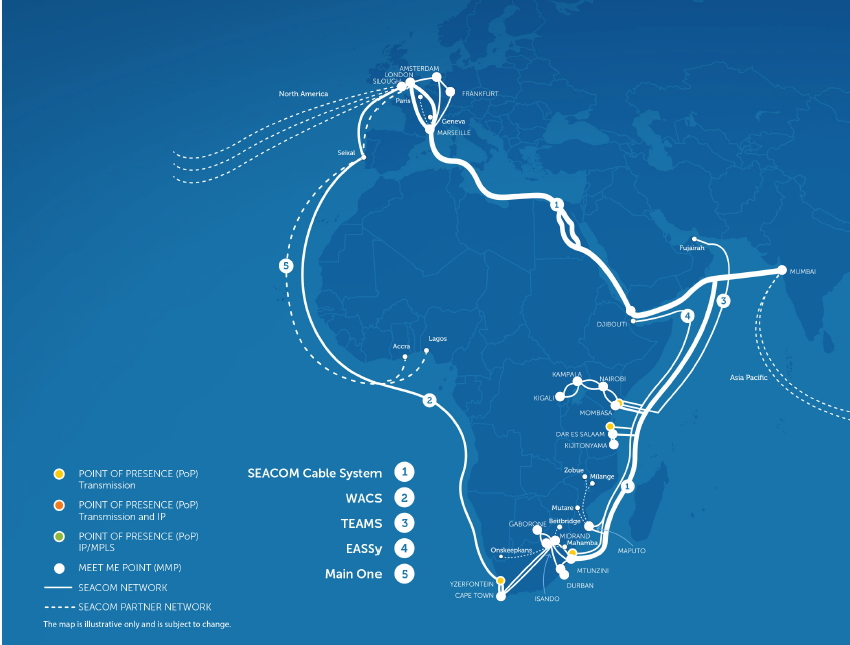 AMSTERDAM
LONDON
SLOUGH
North America
Paris
FRANKFURT
Geneva
MARSEILLE
Seixal
1
Fujairah
MUMBAI
5
3
DJIBOUTI
4
Lagos
Accra
Asia Pacific
KAMPALA
NAIROBI
KIGALI
2
MOMBASA
DAR ES SALAAM
KIJITONYAMA
Zobue
Milange
1
Mutare
Beitbridge
GABORONE
MIDRAND
Mahamba
Onskeepkans
MAPUTO
MTUNZINI
YZERFONTEIN
DURBAN
CAPE TOWN
ISANDO
POINT OF PRESENCE (PoP)
Transmission
POINT OF PRESENCE (PoP)
Transmission and IP
POINT OF PRESENCE (PoP)
IP/MPLS
MEET ME POINT (MMP)
SEACOM NETWORK
SEACOM PARTNER NETWORK
The map is illustrative only and is subject to change.
SEACOM Cable System 1
WACS 2
TEAMS 3
EASSy 4
Main One 5